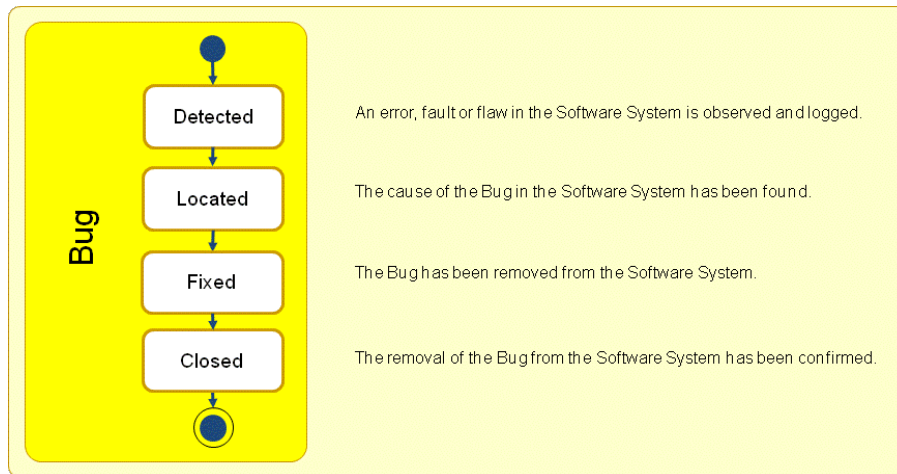 Bug
Detected
An error, fault or flaw in the Software System is observed and logged.
Located
The cause of the Bug in the Software System has been found.
Fixed
The Bug has been removed from the Software System.
Closed
The removal of the Bug from the Software System has been confirmed.